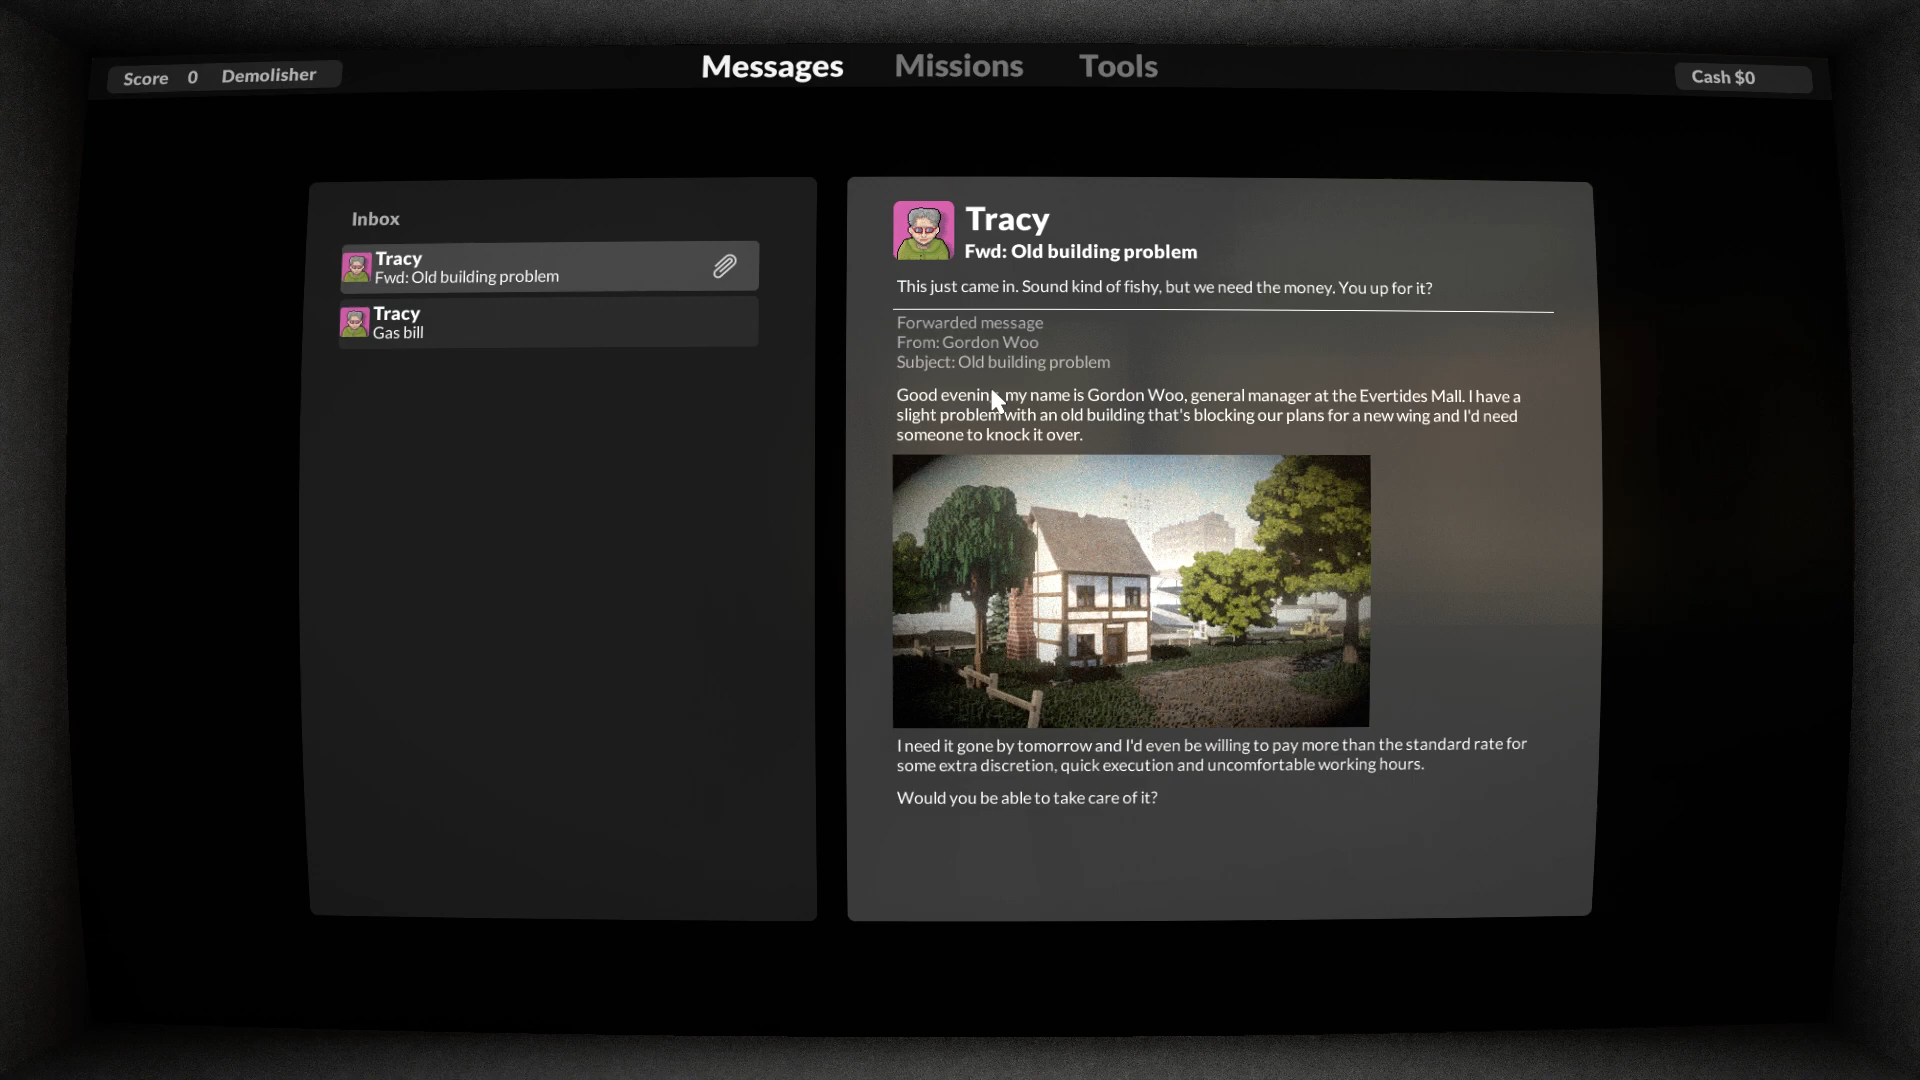 Score 0 Demolisher
Messages Missions Tools
Cash $0
Inbox
Tracy
Fwd: Old building problem
Tracy
Gas bill
Tracy
Fwd: Old building problem
This just came in. Sound kind of fishy, but we need the money. You up for it?
Forwarded message
From: Gordon Woo
Subject: Old building problem
Good evening my name is Gordon Woo, general manager at the Evertides Mall. I have a
slight problem with an old building that's blocking our plans for a new wing and I'd need
someone to knock it over.
I need it gone by tomorrow and I'd even be willing to pay more than the standard rate for
some extra discretion, quick execution and uncomfortable working hours.
Would you be able to take care of it?